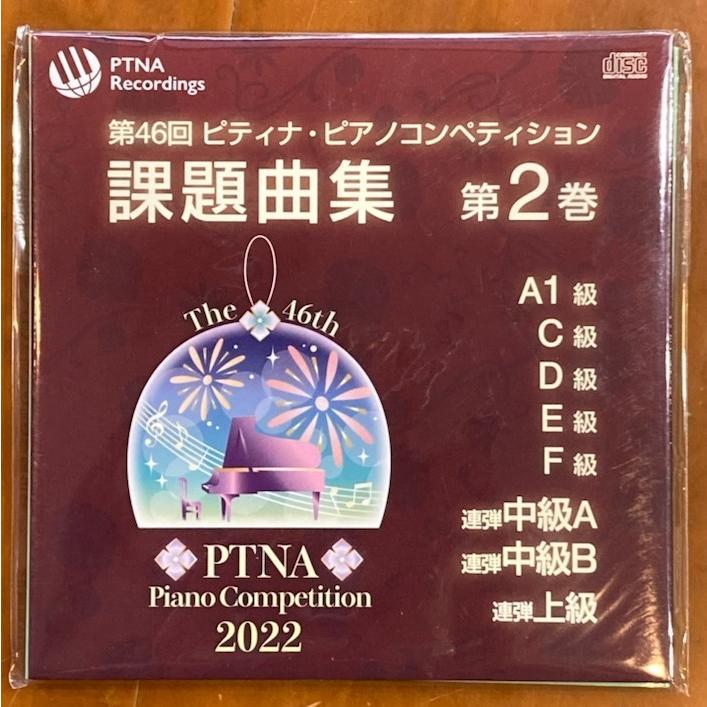 PTNA
Recordings
COMPACT
disc
DIGITAL AUDIO
第46回 ピティナ・ピアノコンペティション
課題曲集 第2巻
The 46th
A1 級
C 級
D 級
E 級
F 級
連弾中級A
連弾中級B
連弾上級
PTNA
Piano Competition
2022